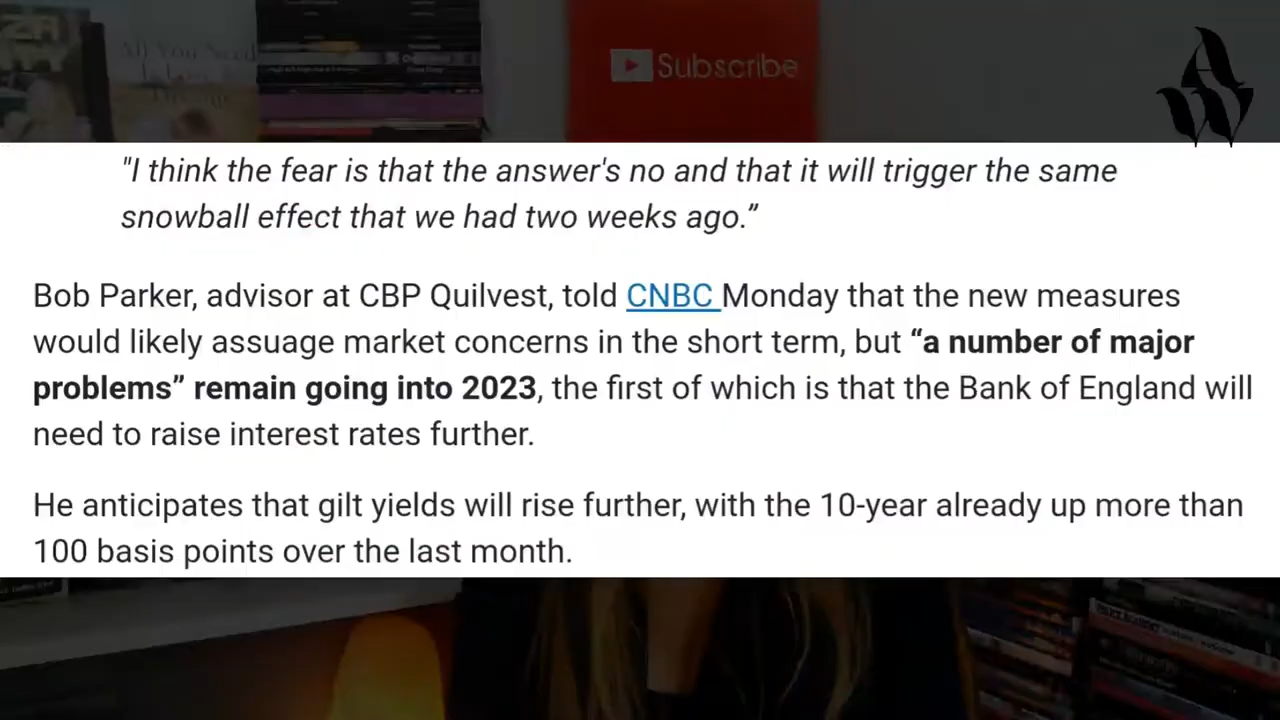 All You Need
Subscribe
AW
"I think the fear is that the answer's no and that it will trigger the same
snowball effect that we had two weeks ago.”
Bob Parker, advisor at CBP Quilvest, told CNBC Monday that the new measures
would likely assuage market concerns in the short term, but “a number of major
problems” remain going into 2023, the first of which is that the Bank of England will
need to raise interest rates further.
He anticipates that gilt yields will rise further, with the 10-year already up more than
100 basis points over the last month.